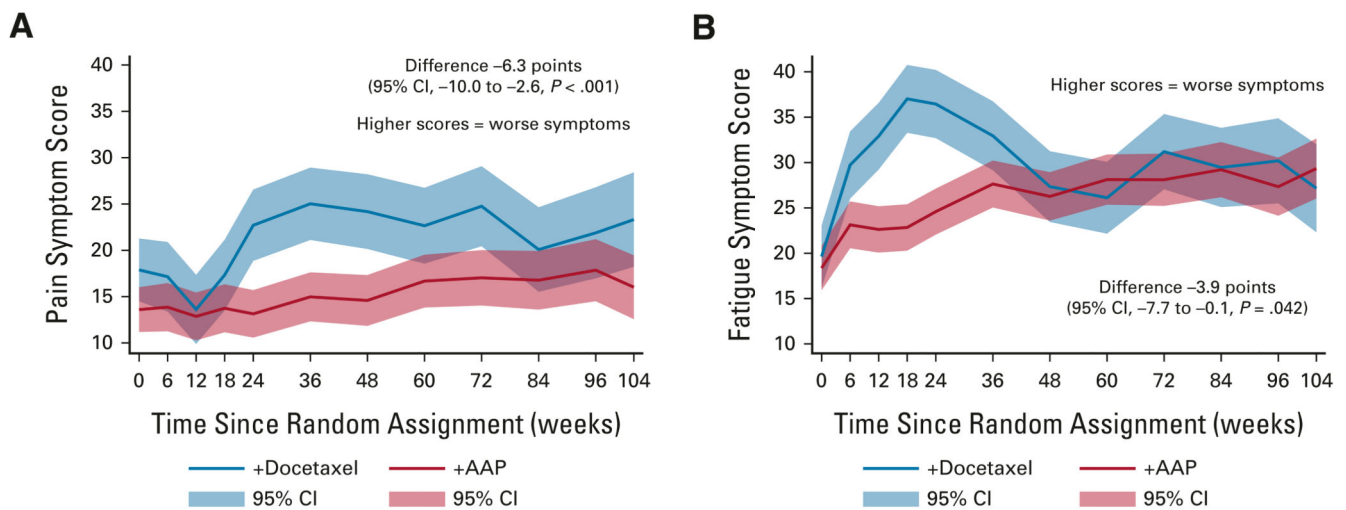 A
Pain Symptom Score
40
35
30
25
20
15
10
Difference –6.3 points
(95% CI, –10.0 to –2.6, P < .001)
Higher scores = worse symptoms
0 6 12 18 24 36 48 60 72 84 96 104
Time Since Random Assignment (weeks)
+Docetaxel +AAP
95% CI 95% CI
B
Fatigue Symptom Score
40
35
30
25
20
15
10
Higher scores = worse symptoms
Difference –3.9 points
(95% CI, –7.7 to –0.1, P = .042)
0 6 12 18 24 36 48 60 72 84 96 104
Time Since Random Assignment (weeks)
+Docetaxel +AAP
95% CI 95% CI